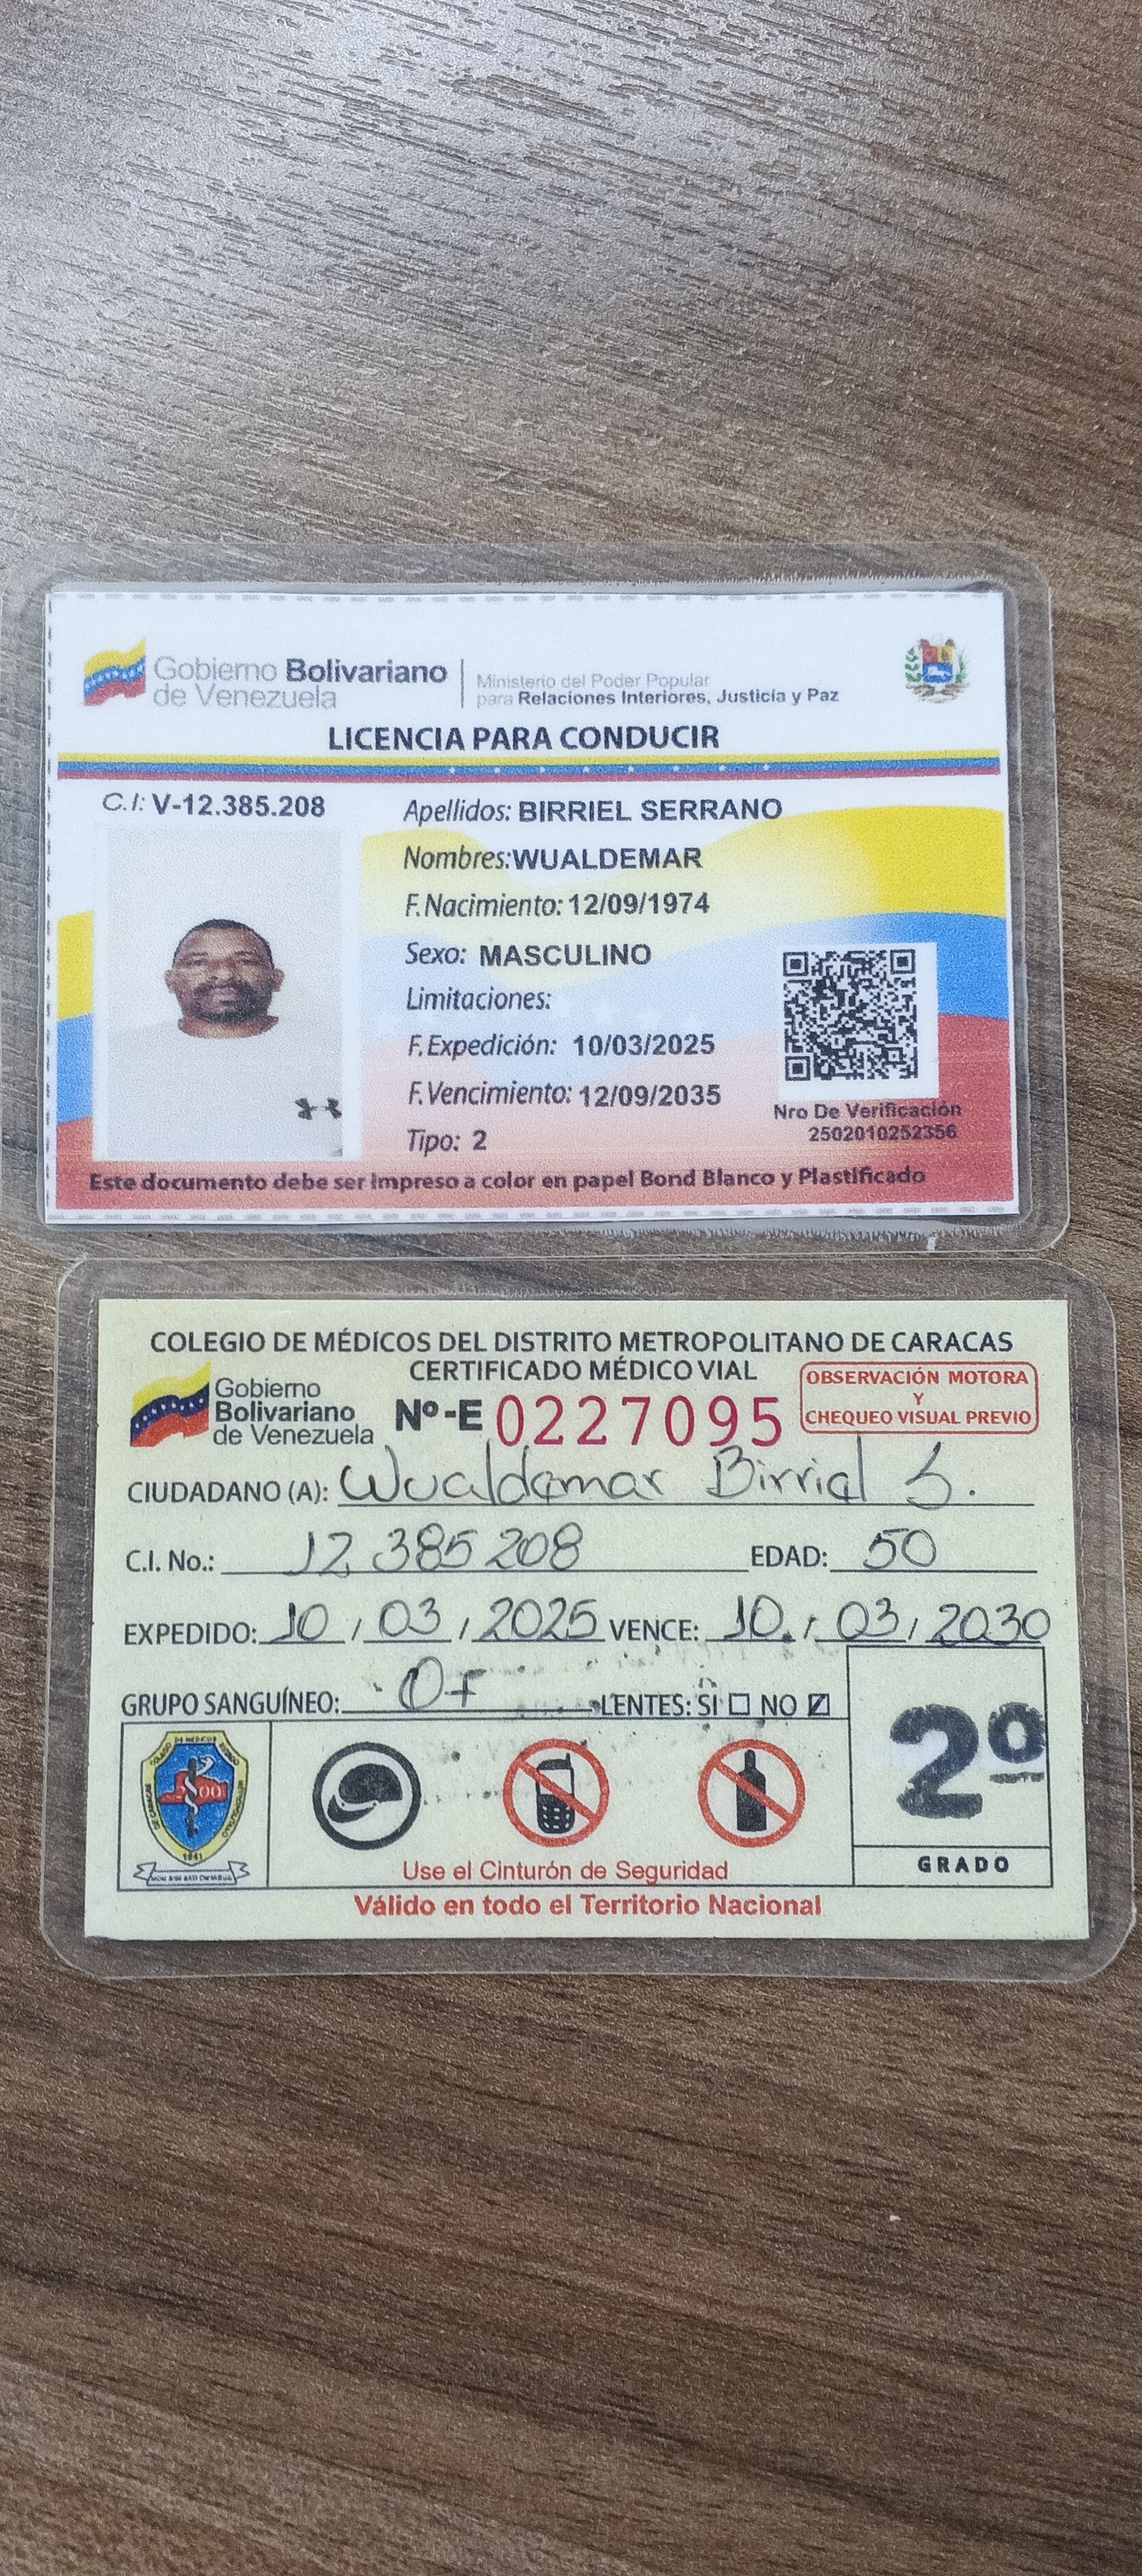 Gobierno Bolivariano
de Venezuela
Ministerio del Poder Popular
para Relaciones Interiores, Justicia y Paz
LICENCIA PARA CONDUCIR
C.I: V-12.385.208
Apellidos: BIRRIEL SERRANO
Nombres:WUALDEMAR
F.Nacimiento: 12/09/1974
Sexo: MASCULINO
Limitaciones:
F.Expedición: 10/03/2025
F.Vencimiento: 12/09/2035
Tipo: 2
Nro De Verificación
2502010252356
Este documento debe ser impreso a color en papel Bond Blanco y Plastificado
COLEGIO DE MÉDICOS DEL DISTRITO METROPOLITANO DE CARACAS
CERTIFICADO MÉDICO VIAL
Gobierno
Bolivariano
de Venezuela
Nº-E 0227095
OBSERVACIÓN MOTORA
Y
CHEQUEO VISUAL PREVIO
CIUDADANO (A): Wualdemar Birriel S.
C.I. No.: 12 385 208 EDAD: 50
EXPEDIDO: 10 / 03 / 2025 VENCE: 10 / 03 / 2030
GRUPO SANGUÍNEO: O+ LENTES: SI NO
2º
GRADO
1941
Use el Cinturón de Seguridad
Válido en todo el Territorio Nacional